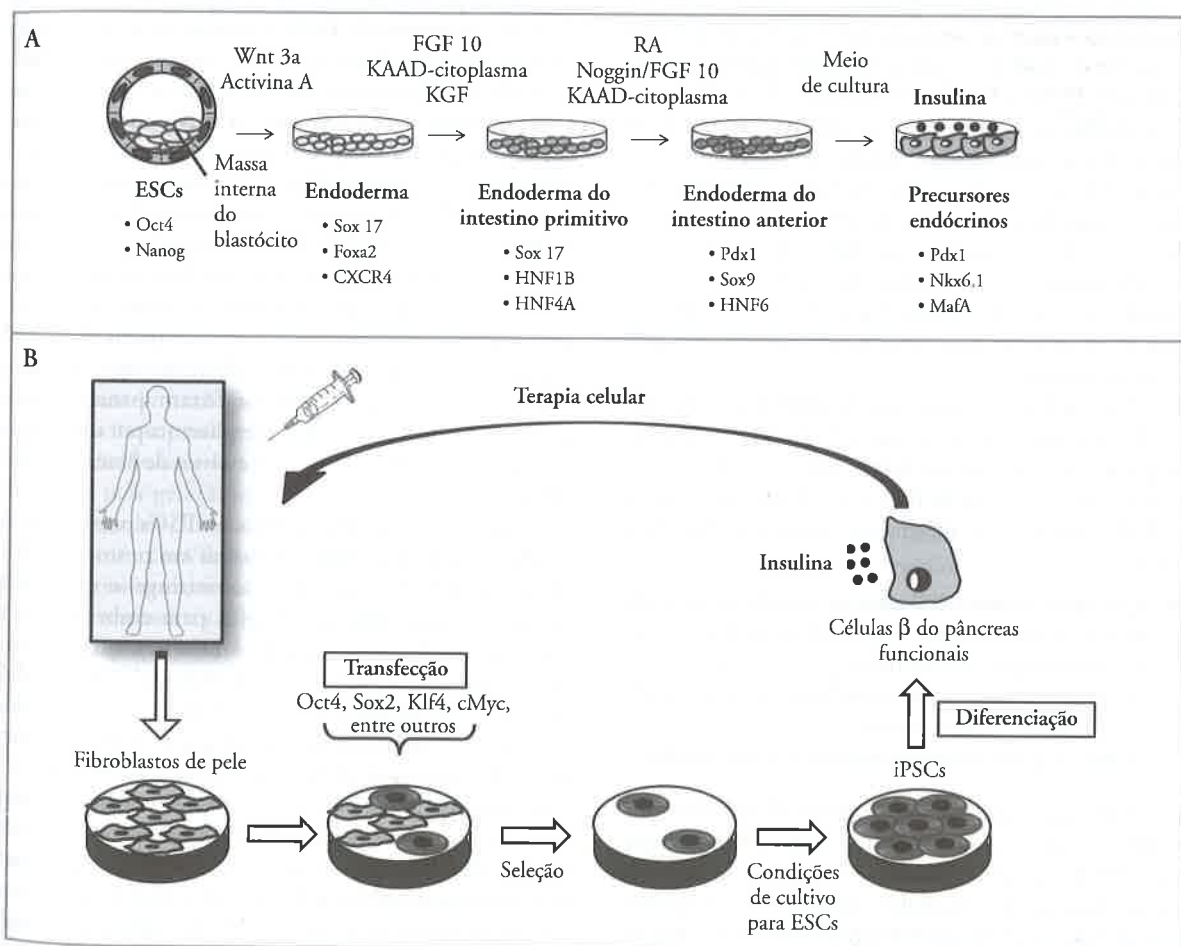 A
Wnt 3a
Activina A
FGF 10
KAAD-citoplasma
KGF
RA
Noggin/FGF 10
KAAD-citoplasma
Meio
de cultura
Insulina
Massa
interna
do
blastócito
ESCs
• Oct4
• Nanog
Endoderma
• Sox 17
• Foxa2
• CXCR4
Endoderma do
intestino primitivo
• Sox 17
• HNF1B
• HNF4A
Endoderma do
intestino anterior
• Pdx1
• Sox9
• HNF6
Precursores
endócrinos
• Pdx1
• Nkx6,1
• MafA
B
Terapia celular
Insulina
Células β do pâncreas
funcionais
Transfecção
Oct4, Sox2, Klf4, cMyc,
entre outros
Diferenciação
Fibroblastos de pele
iPSCs
Seleção
Condições
de cultivo
para ESCs